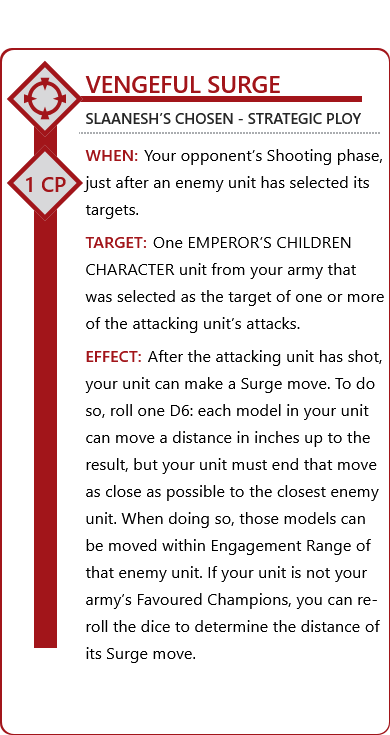 VENGEFUL SURGE
SLAANESH’S CHOSEN - STRATEGIC PLOY
1 CP
WHEN: Your opponent’s Shooting phase,
just after an enemy unit has selected its
targets.
TARGET: One EMPEROR’S CHILDREN
CHARACTER unit from your army that
was selected as the target of one or more
of the attacking unit’s attacks.
EFFECT: After the attacking unit has shot,
your unit can make a Surge move. To do
so, roll one D6: each model in your unit
can move a distance in inches up to the
result, but your unit must end that move
as close as possible to the closest enemy
unit. When doing so, those models can
be moved within Engagement Range of
that enemy unit. If your unit is not your
army’s Favoured Champions, you can re-
roll the dice to determine the distance of
its Surge move.